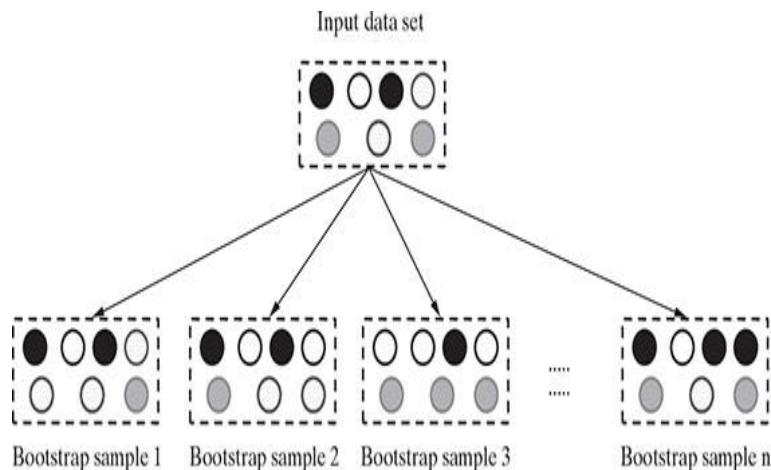 Input data set
.....
.....
Bootstrap sample 1
Bootstrap sample 2
Bootstrap sample 3
Bootstrap sample n